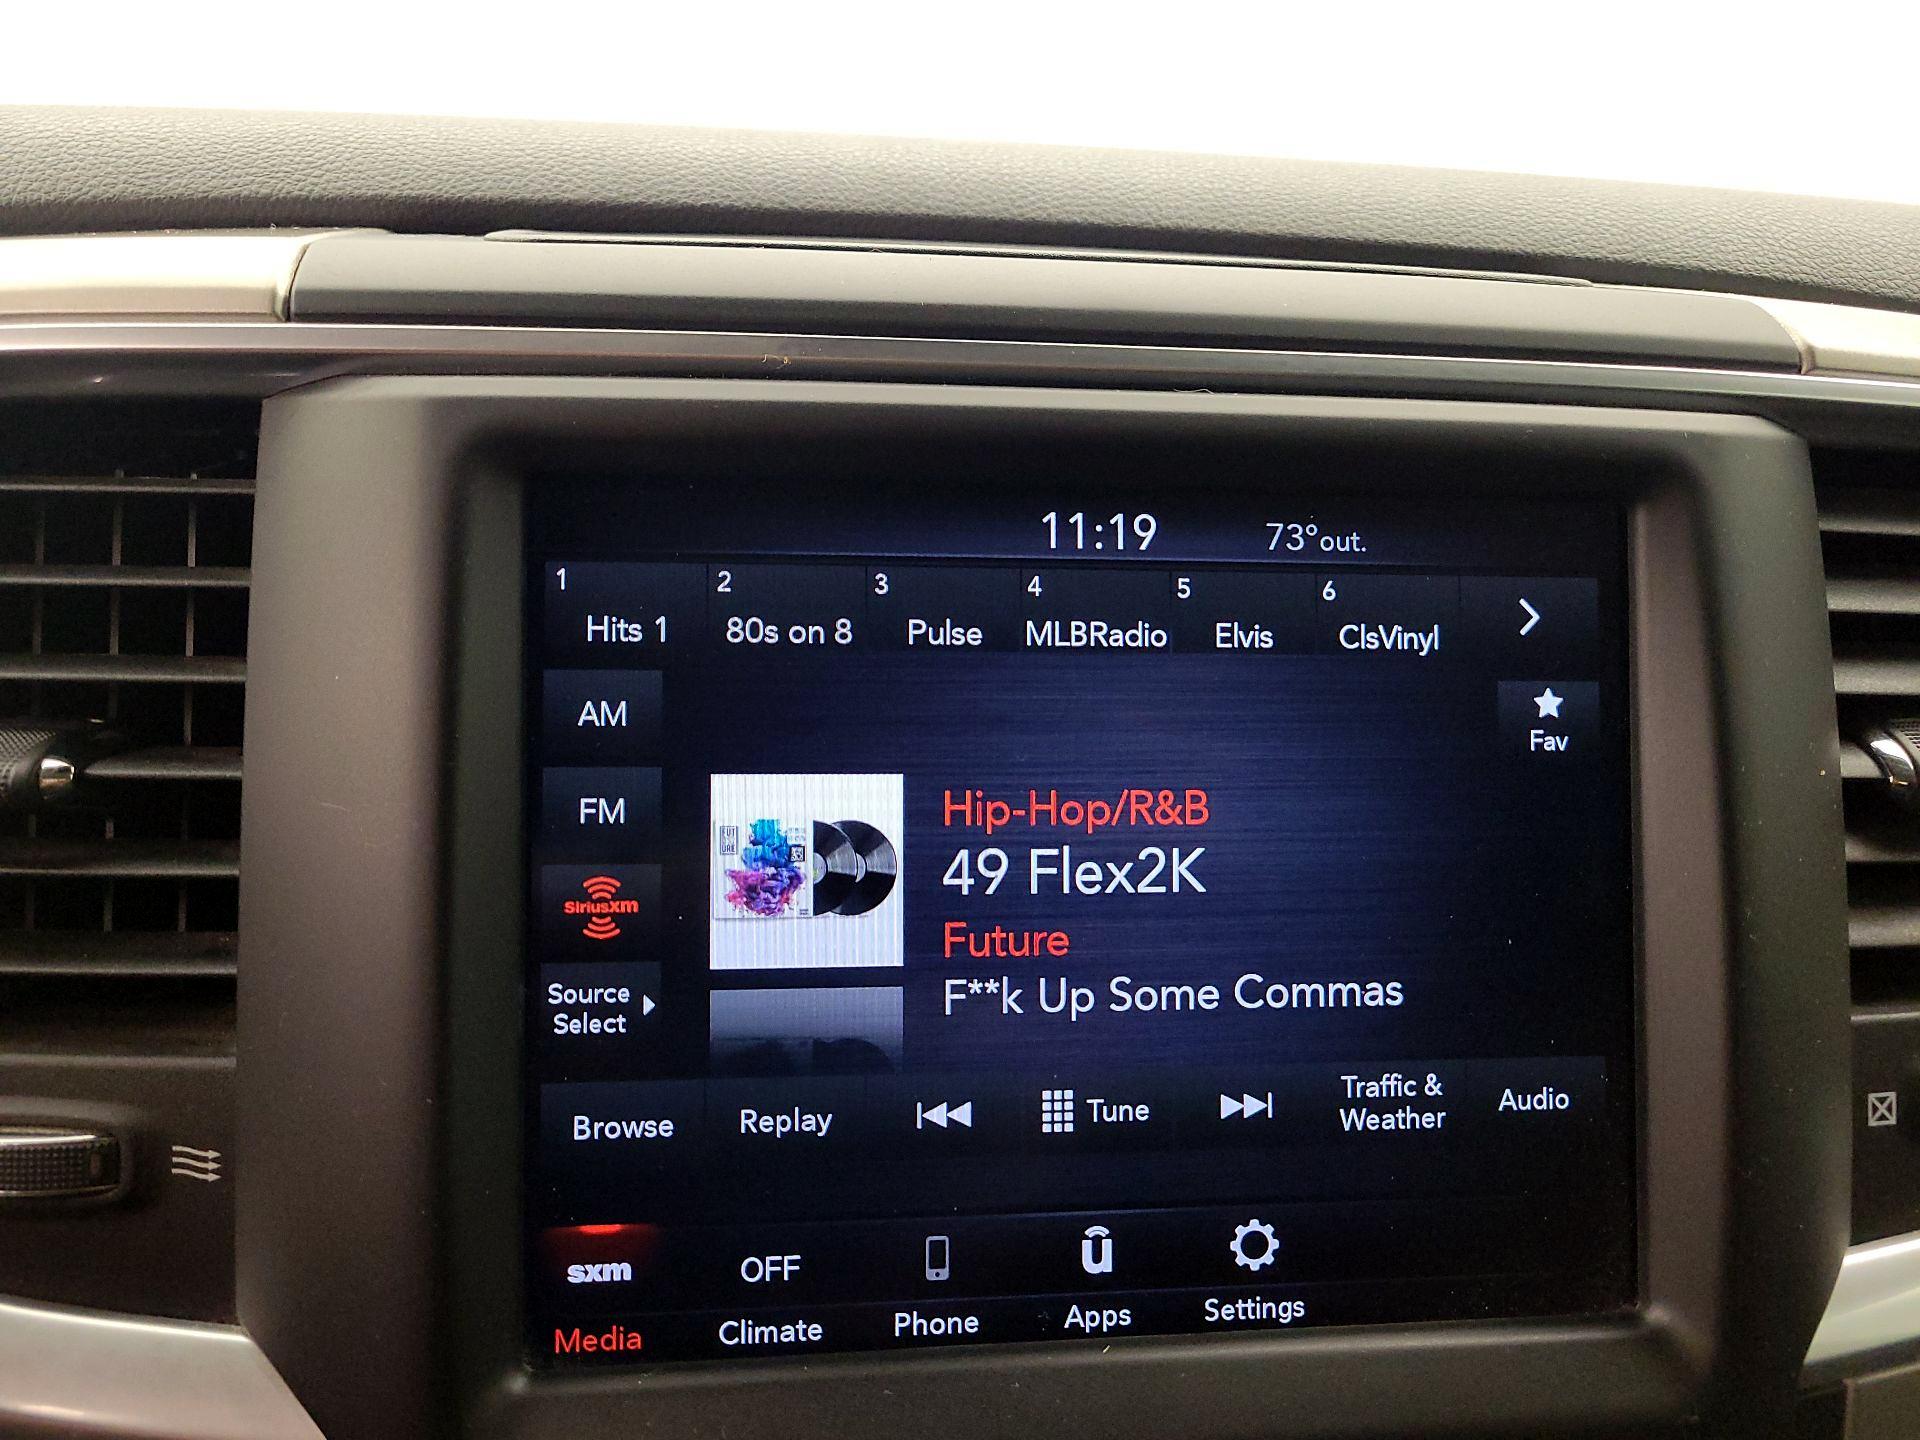 11:19 73°out.
1 2 3 4 5 6
Hits 1 80s on 8 Pulse MLBRadio Elvis ClsVinyl
AM
Fav
FM
Hip-Hop/R&B
49 Flex2K
SiriusXm
Future
F**k Up Some Commas
Source
Select
Browse Replay Tune Traffic &
Weather Audio
sxm OFF u
Media Climate Phone Apps Settings